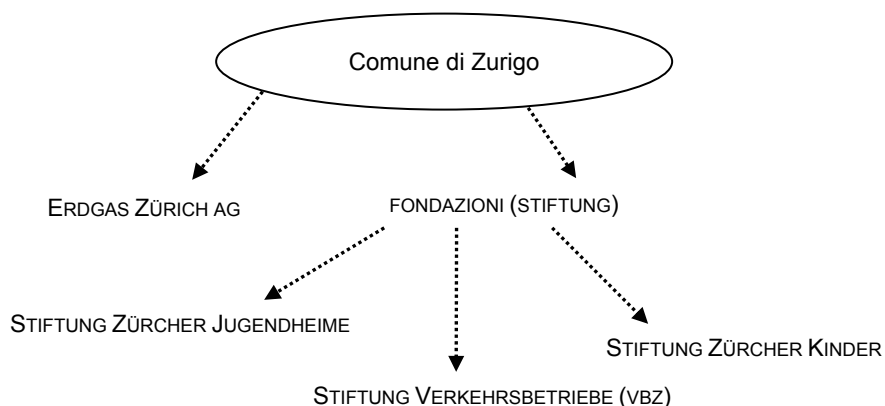 Comune di Zurigo
ERDGAS ZÜRICH AG
FONDAZIONI (STIFTUNG)
STIFTUNG ZÜRCHER JUGENDHEIME
STIFTUNG ZÜRCHER KINDER
STIFTUNG VERKEHRSBETRIEBE (VBZ)